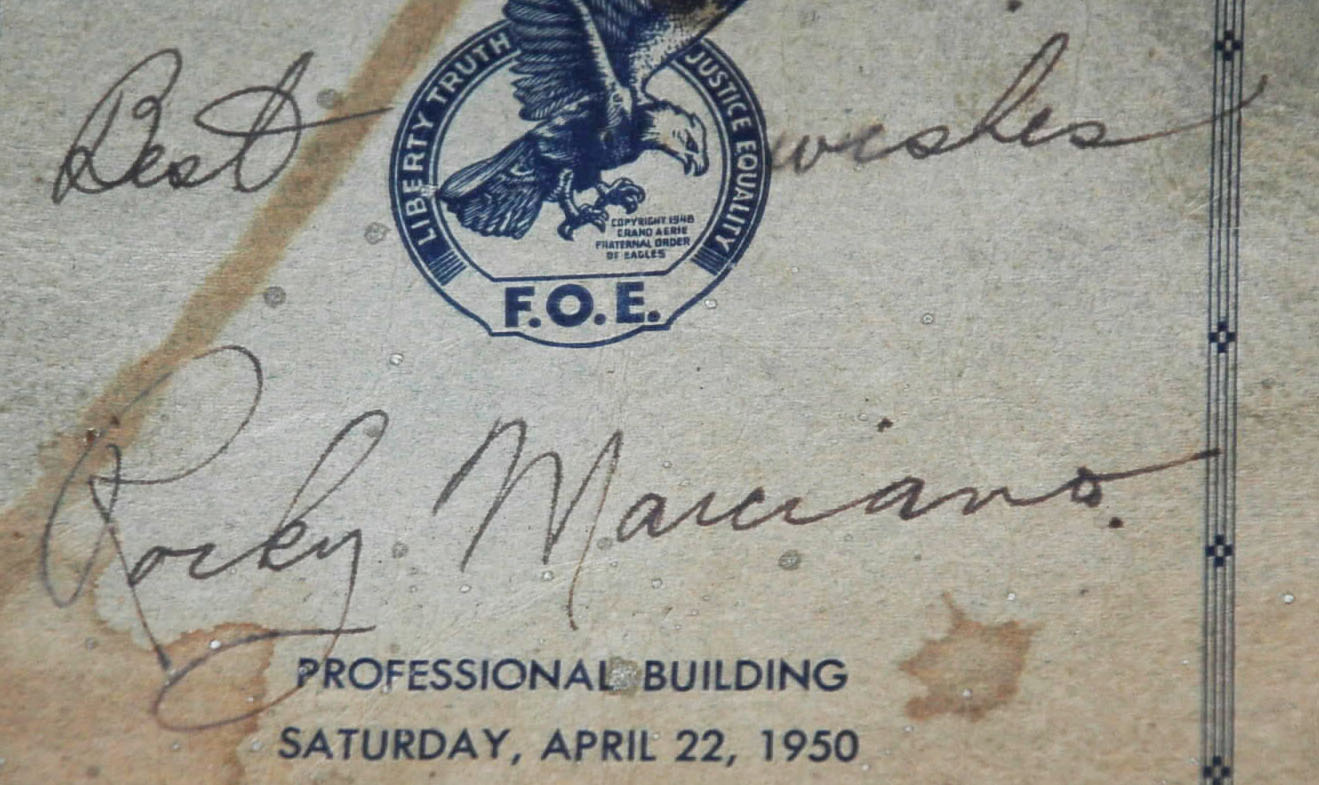 LIBERTY TRUTH JUSTICE EQUALITY
Best wishes
COPYRIGHT 1948
GRAND AERIE
FRATERNAL ORDER
OF EAGLES
F.O.E.
Rocky Marciano.
PROFESSIONAL BUILDING
SATURDAY, APRIL 22, 1950